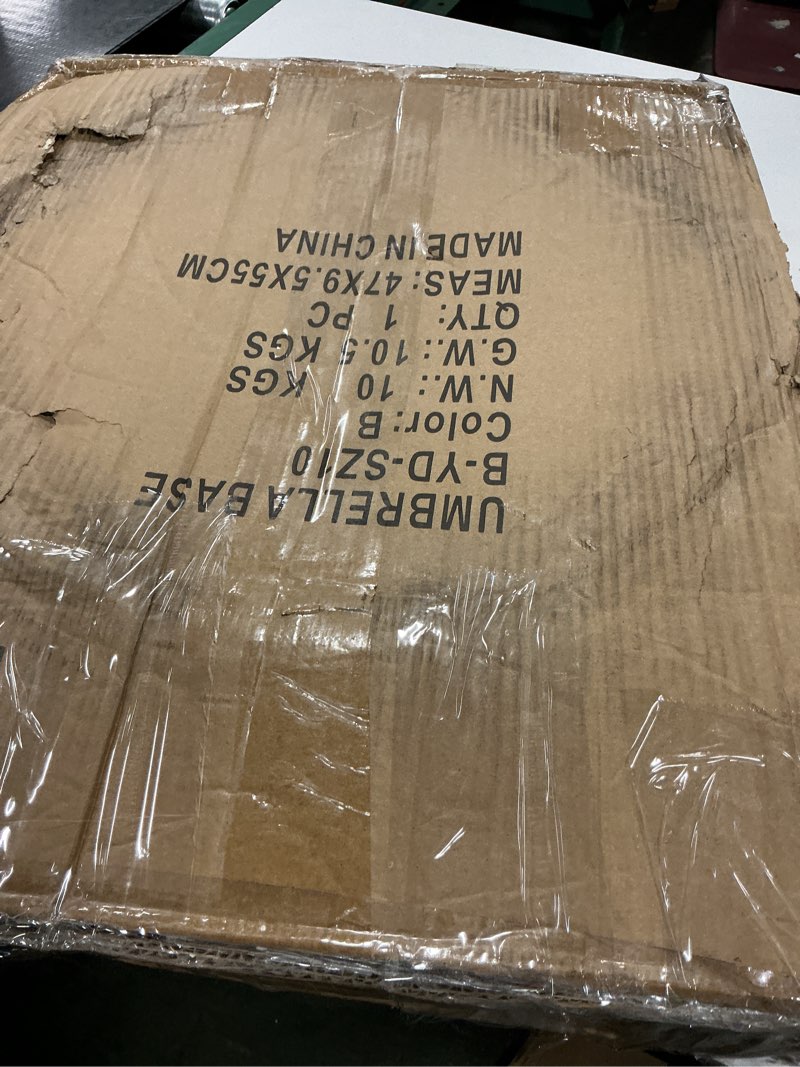 UMBRELLA BASE
B-YD-SZ10
Color: B
N.W.: 10 KGS
G.W.: 10.5 KGS
QTY: 1 PC
MEAS: 47X9.5X55CM
MADE IN CHINA